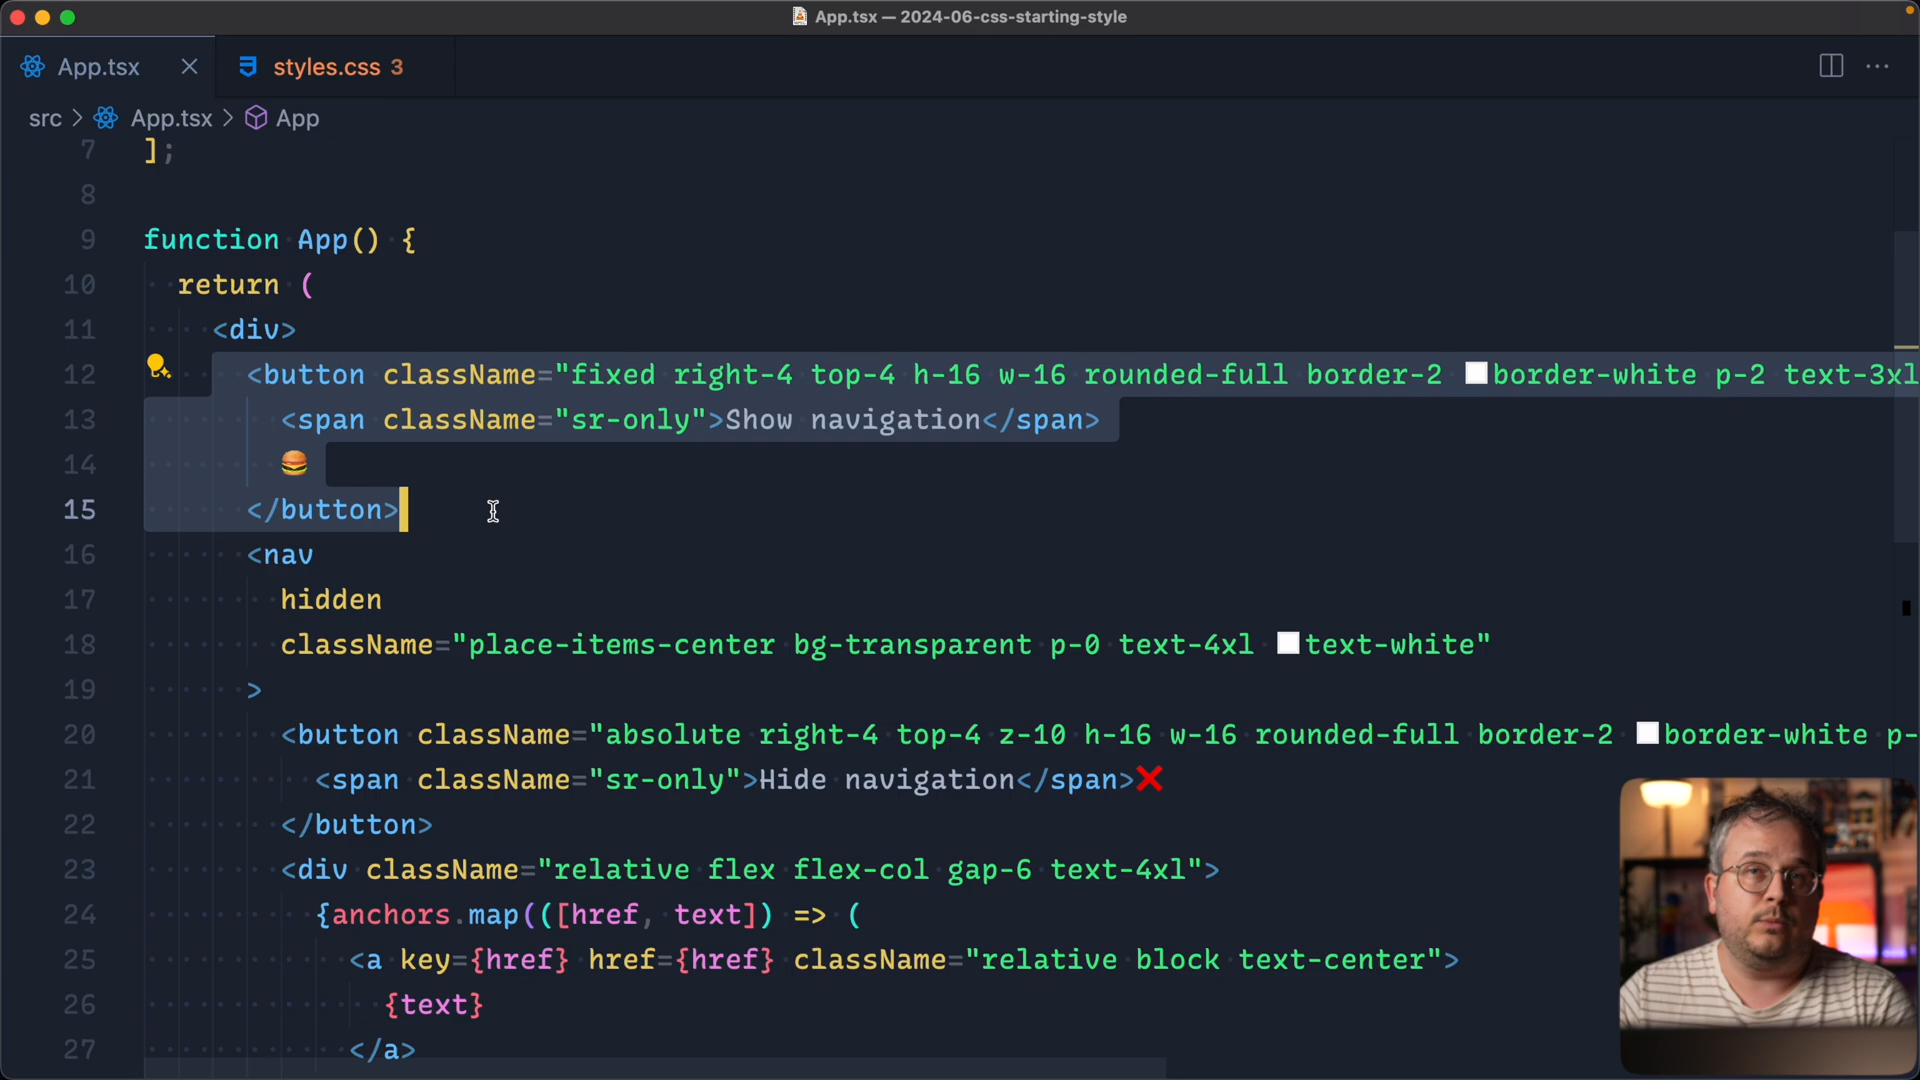 App.tsx — 2024-06-css-starting-style
App.tsx
styles.css 3
src > App.tsx > App
7 ];
8
9 function App() {
10 return (
11 <div>
12 <button className="fixed right-4 top-4 h-16 w-16 rounded-full border-2 border-white p-2 text-3xl
13 <span className="sr-only">Show navigation</span>
14 🍔
15 </button>
16 <nav
17 hidden
18 className="place-items-center bg-transparent p-0 text-4xl text-white"
19 >
20 <button className="absolute right-4 top-4 z-10 h-16 w-16 rounded-full border-2 border-white p-
21 <span className="sr-only">Hide navigation</span>❌
22 </button>
23 <div className="relative flex flex-col gap-6 text-4xl">
24 {anchors.map(([href, text]) => (
25 <a key={href} href={href} className="relative block text-center">
26 {text}
27 </a>